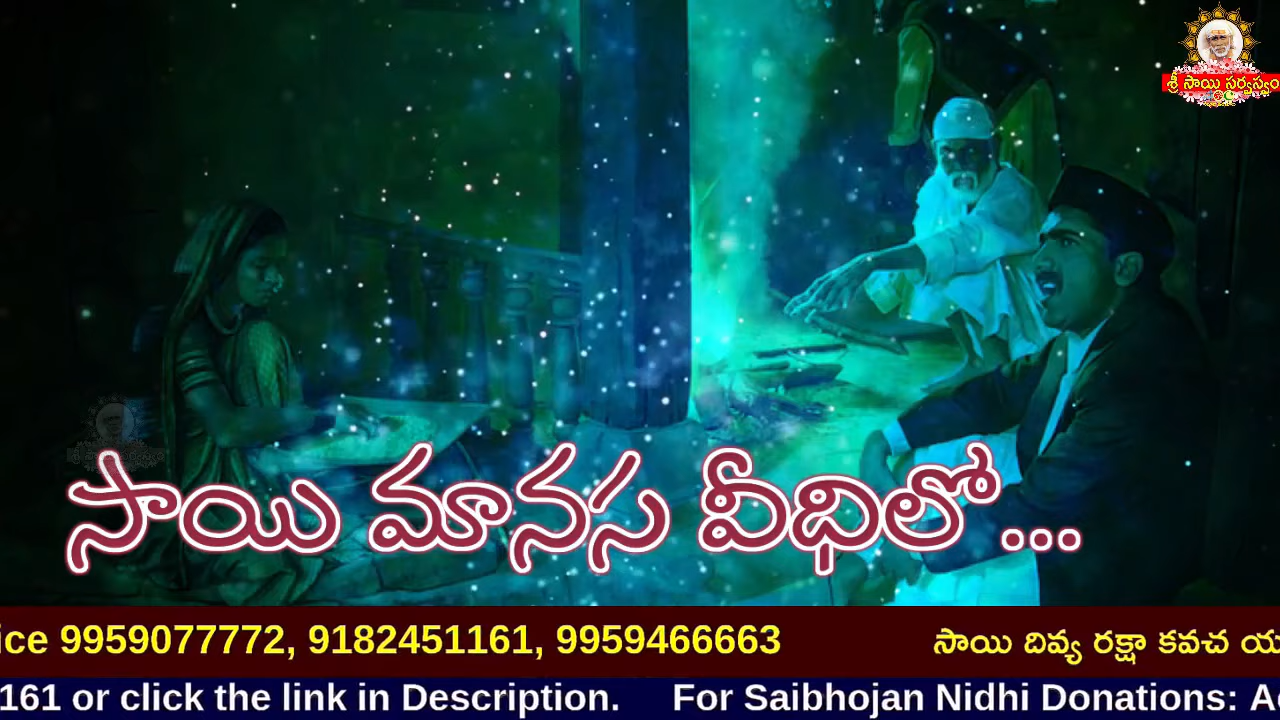 శ్రీ సాయి సర్వస్వం
సాయి మానస వీధిలో...
ice 9959077772, 9182451161, 9959466663 సాయి దివ్య రక్షా కవచ య
161 or click the link in Description. For Saibhojan Nidhi Donations: A